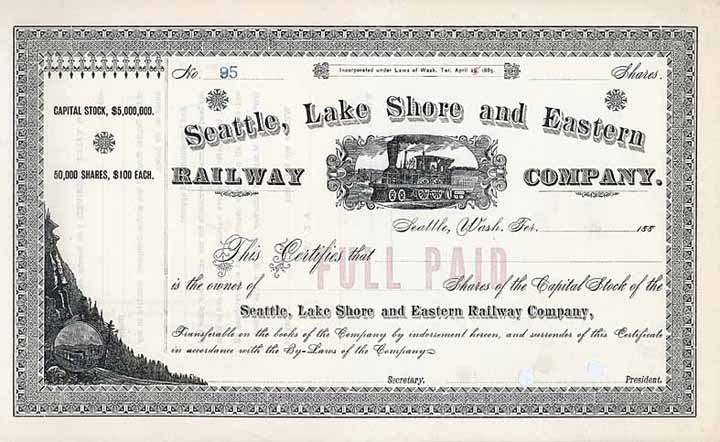 No. 95
Incorporated under Laws of Wash. Ter. April 1885.
Shares.
CAPITAL STOCK, $5,000,000.
50,000 SHARES, $100 EACH.
Seattle, Lake Shore and Eastern
RAILWAY COMPANY.
Seattle, Wash. Ter. 188
This Certifies that
FULL PAID
is the owner of Shares of the Capital Stock of the
Seattle, Lake Shore and Eastern Railway Company,
Transferable on the books of the Company by indorsement hereon, and surrender of this Certificate
in accordance with the By-Laws of the Company.
Secretary. President.